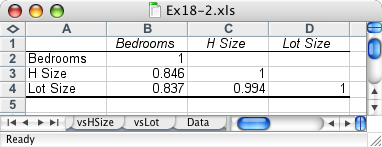 Ex18-2.xls
A B C D
1 Bedrooms H Size Lot Size
2 Bedrooms 1
3 H Size 0.846 1
4 Lot Size 0.837 0.994 1
5
vsHSize vsLot Data
Ready